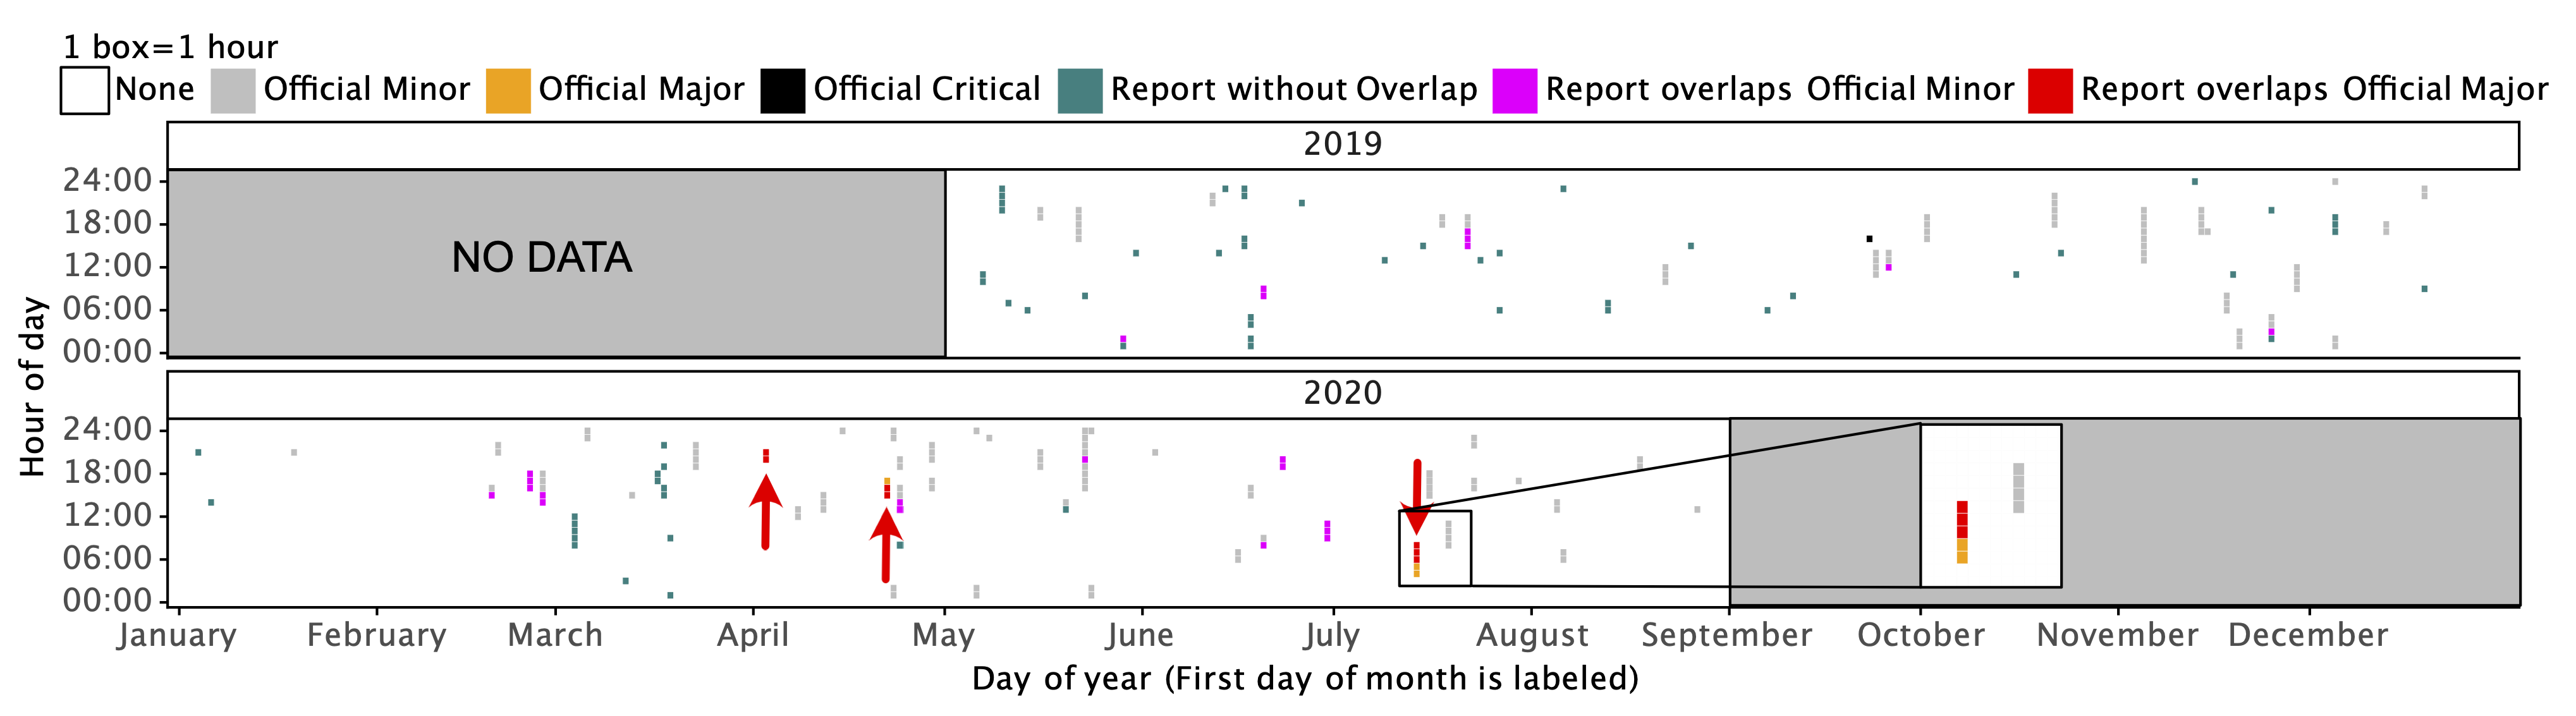 1 box=1 hour
None Official Minor Official Major Official Critical Report without Overlap Report overlaps Official Minor Report overlaps Official Major
2019
24:00
18:00
12:00
06:00
00:00
NO DATA
Hour of day
2020
24:00
18:00
12:00
06:00
00:00
January February March April May June July August September October November December
Day of year (First day of month is labeled)